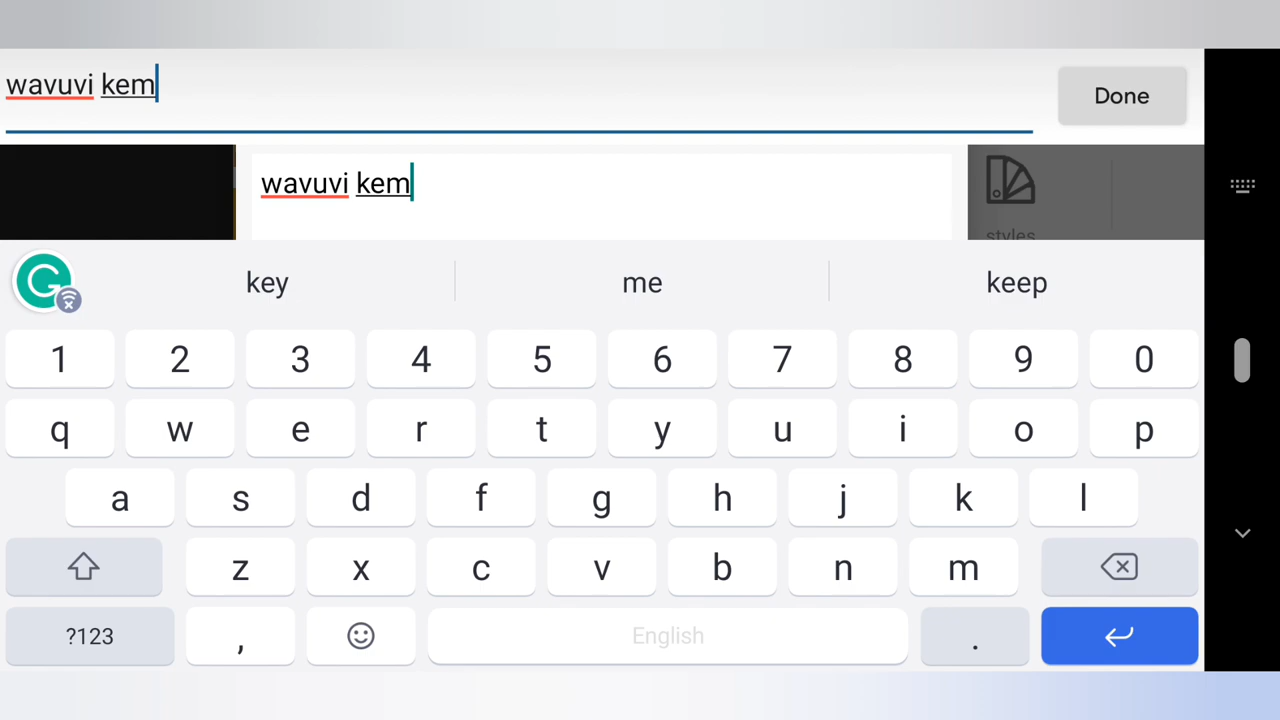 wavuvi kem
Done
wavuvi kem
styles
key me keep
1 2 3 4 5 6 7 8 9 0
q w e r t y u i o p
a s d f g h j k l
z x c v b n m
?123 , English .